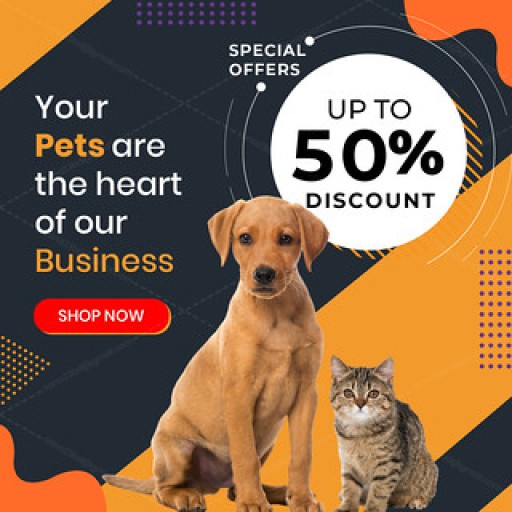 SPECIAL
OFFERS
Your
Pets are
the heart
of our
Business
SHOP NOW
UP TO
50%
DISCOUNT